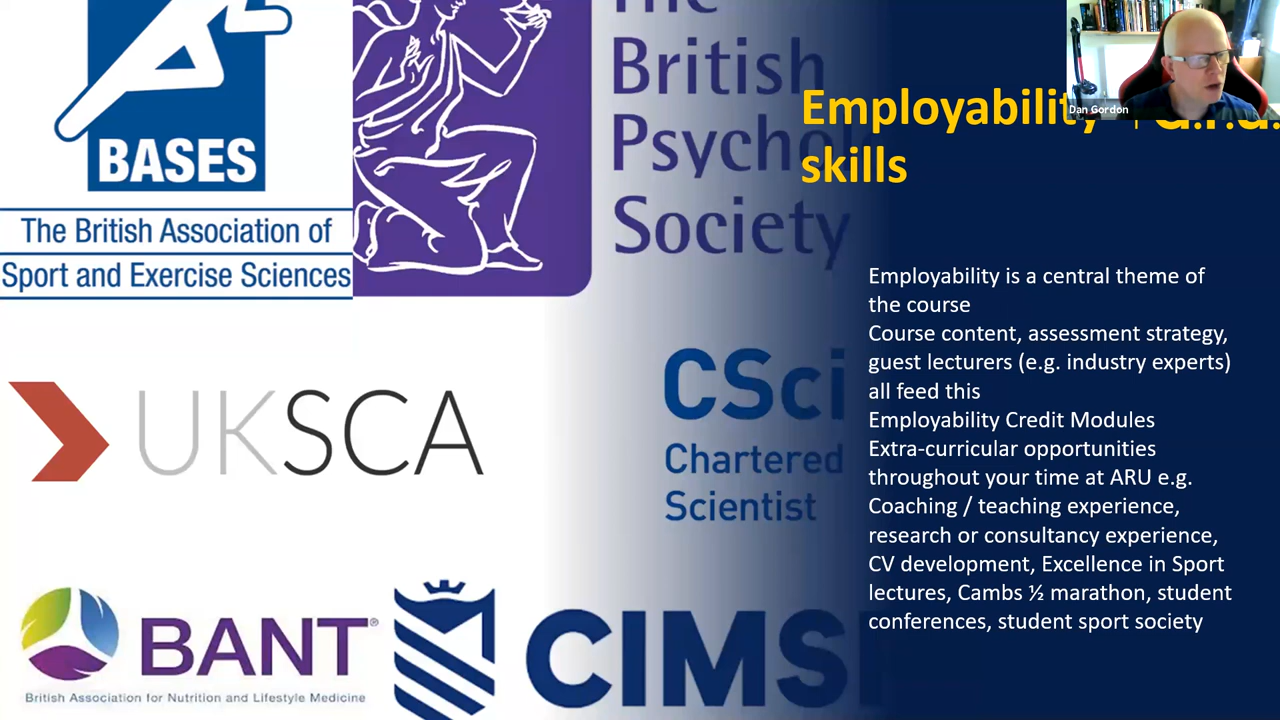 BASES
The British Association of
Sport and Exercise Sciences
The
British
Psycho
Society
UKSCA
CSci
Chartered
Scientist
BANT®
British Association for Nutrition and Lifestyle Medicine
CIMS
Dan Gordon
Employability
skills
Employability is a central theme of
the course
Course content, assessment strategy,
guest lecturers (e.g. industry experts)
all feed this
Employability Credit Modules
Extra-curricular opportunities
throughout your time at ARU e.g.
Coaching / teaching experience,
research or consultancy experience,
CV development, Excellence in Sport
lectures, Cambs ½ marathon, student
conferences, student sport society